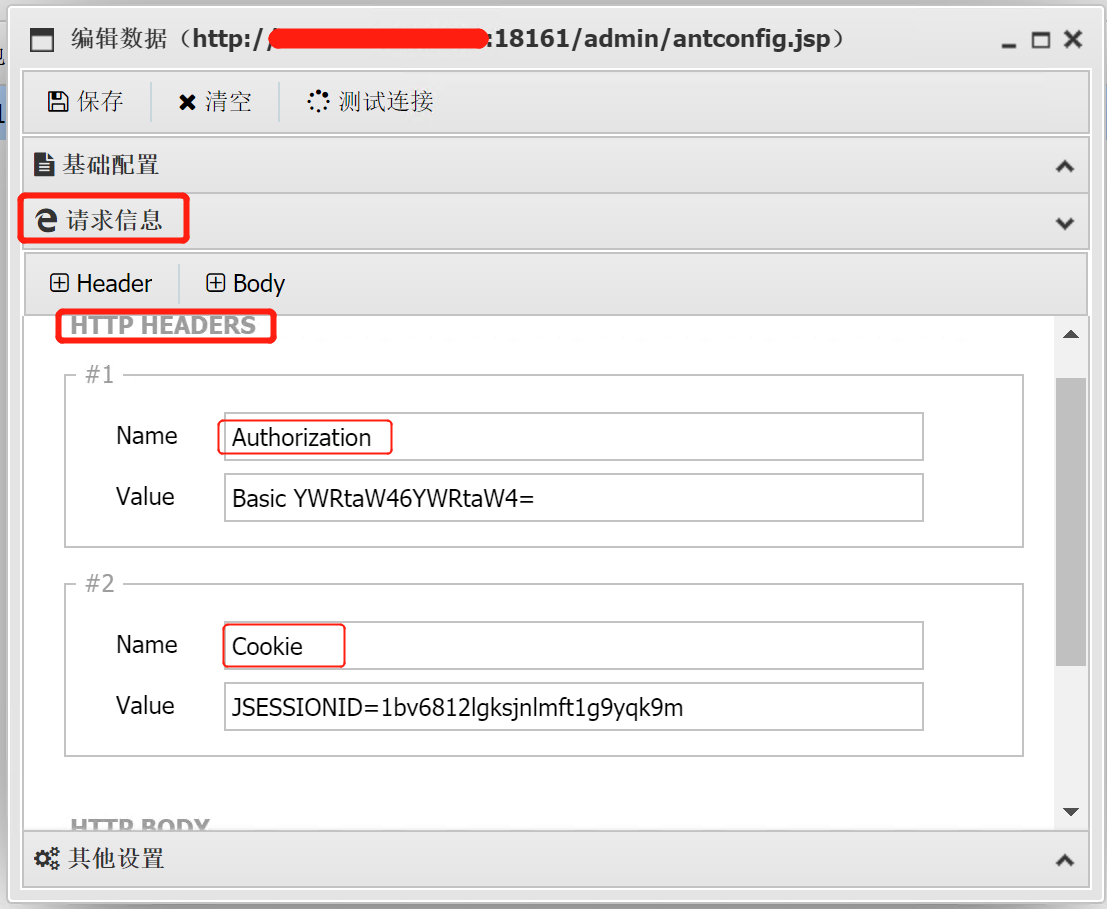 编辑数据（http:/:18161/admin/antconfig.jsp）
保存 清空 测试连接
基础配置
请求信息
Header Body
HTTP HEADERS
#1
Name Authorization
Value Basic YWRtaW46YWRtaW4=
#2
Name Cookie
Value JSESSIONID=1bv6812lgksjnlmft1g9yqk9m
HTTP BODY
其他设置